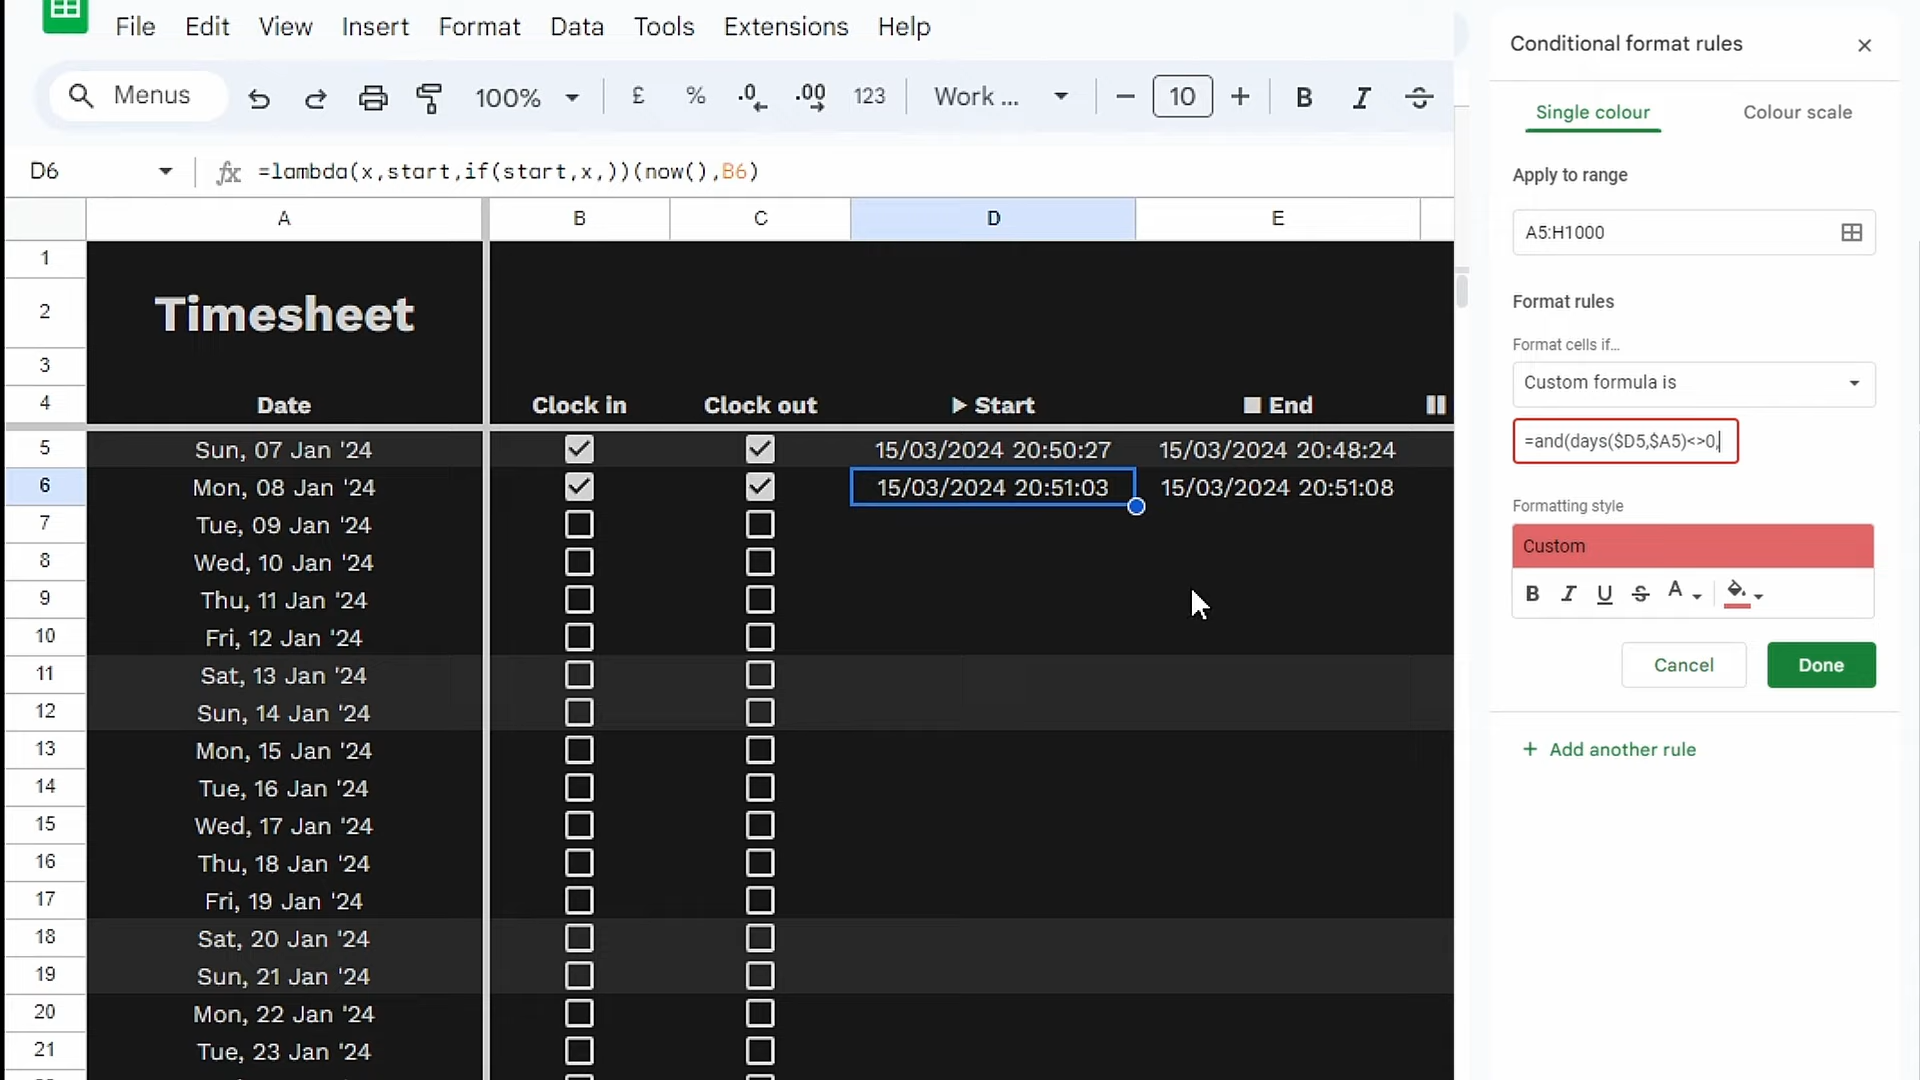 File Edit View Insert Format Data Tools Extensions Help
Menus 100% £ % .0 .00 123 Work ... 10 B I S
D6 fx =lambda(x,start,if(start,x,))(now(),B6)
A B C D E
1
2 Timesheet
3
4 Date Clock in Clock out ▶ Start ■ End
5 Sun, 07 Jan '24 15/03/2024 20:50:27 15/03/2024 20:48:24
6 Mon, 08 Jan '24 15/03/2024 20:51:03 15/03/2024 20:51:08
7 Tue, 09 Jan '24
8 Wed, 10 Jan '24
9 Thu, 11 Jan '24
10 Fri, 12 Jan '24
11 Sat, 13 Jan '24
12 Sun, 14 Jan '24
13 Mon, 15 Jan '24
14 Tue, 16 Jan '24
15 Wed, 17 Jan '24
16 Thu, 18 Jan '24
17 Fri, 19 Jan '24
18 Sat, 20 Jan '24
19 Sun, 21 Jan '24
20 Mon, 22 Jan '24
21 Tue, 23 Jan '24
Conditional format rules
Single colour Colour scale
Apply to range
A5:H1000
Format rules
Format cells if…
Custom formula is
=and(days($D5,$A5)<>0,
Formatting style
Custom
B I U S A
Cancel Done
+ Add another rule